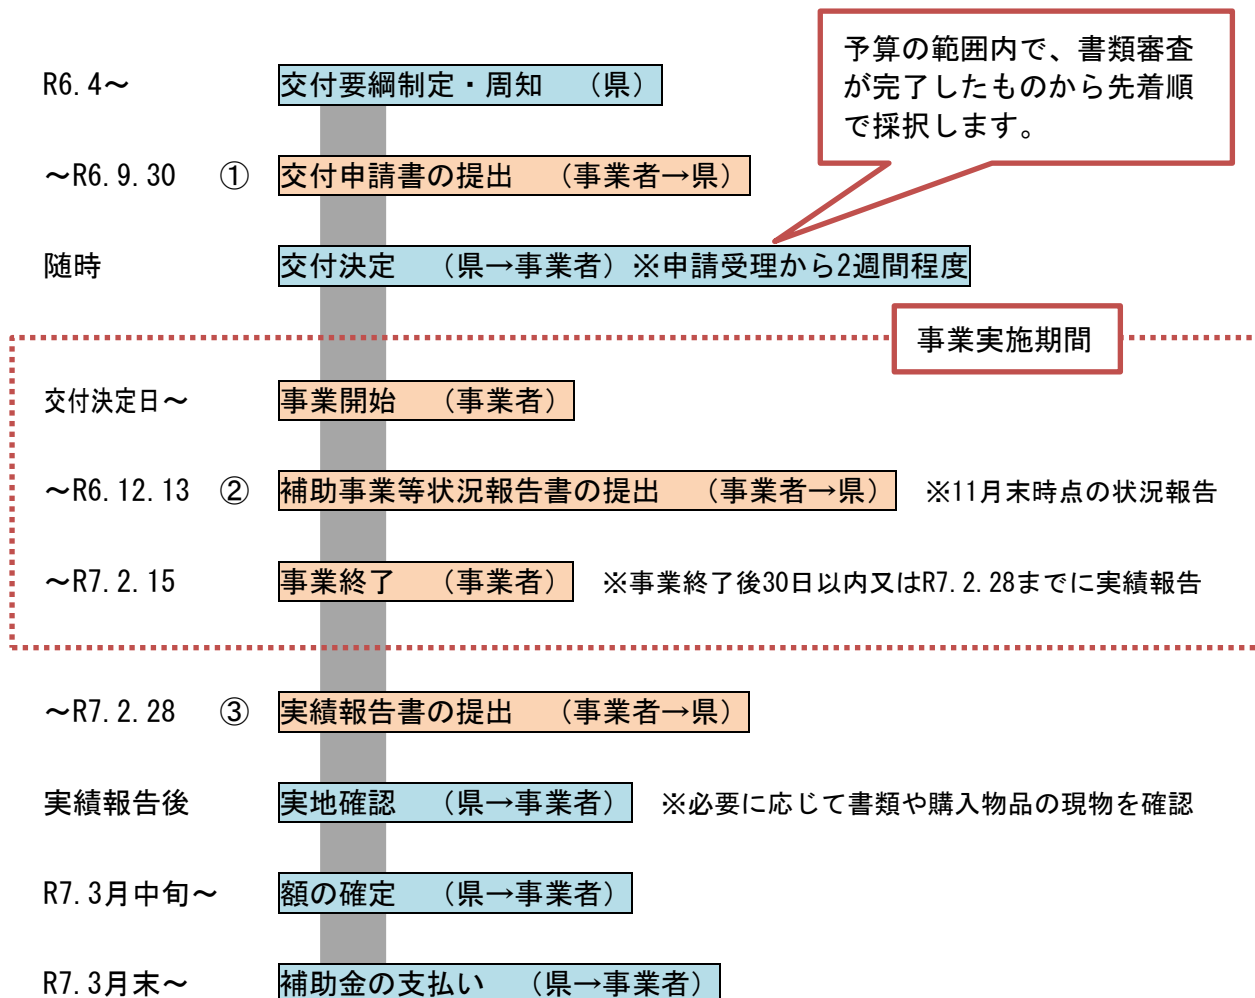 予算の範囲内で、書類審査
が完了したものから先着順
で採択します。
R6.4～ 交付要綱制定・周知 （県）
～R6.9.30 ① 交付申請書の提出 （事業者→県）
随時 交付決定 （県→事業者）※申請受理から2週間程度
事業実施期間
交付決定日～ 事業開始 （事業者）
～R6.12.13 ② 補助事業等状況報告書の提出 （事業者→県） ※11月末時点の状況報告
～R7.2.15 事業終了 （事業者） ※事業終了後30日以内又はR7.2.28までに実績報告
～R7.2.28 ③ 実績報告書の提出 （事業者→県）
実績報告後 実地確認 （県→事業者） ※必要に応じて書類や購入物品の現物を確認
R7.3月中旬～ 額の確定 （県→事業者）
R7.3月末～ 補助金の支払い （県→事業者）